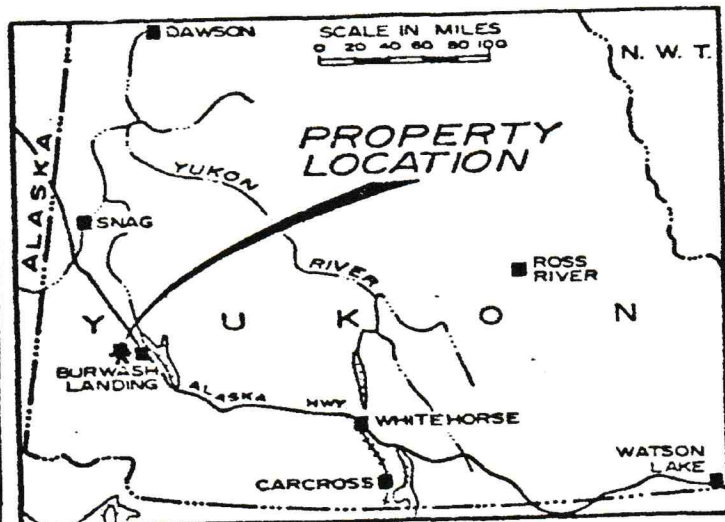 DAWSON
SCALE IN MILES
0 20 40 60 80 100
N. W. T.
PROPERTY
LOCATION
ALASKA
YUKON
SNAG
RIVER
ROSS
RIVER
Y U K O N
BURWASH
LANDING
ALASKA
HWY
WHITEHORSE
WATSON
LAKE
CARCROSS